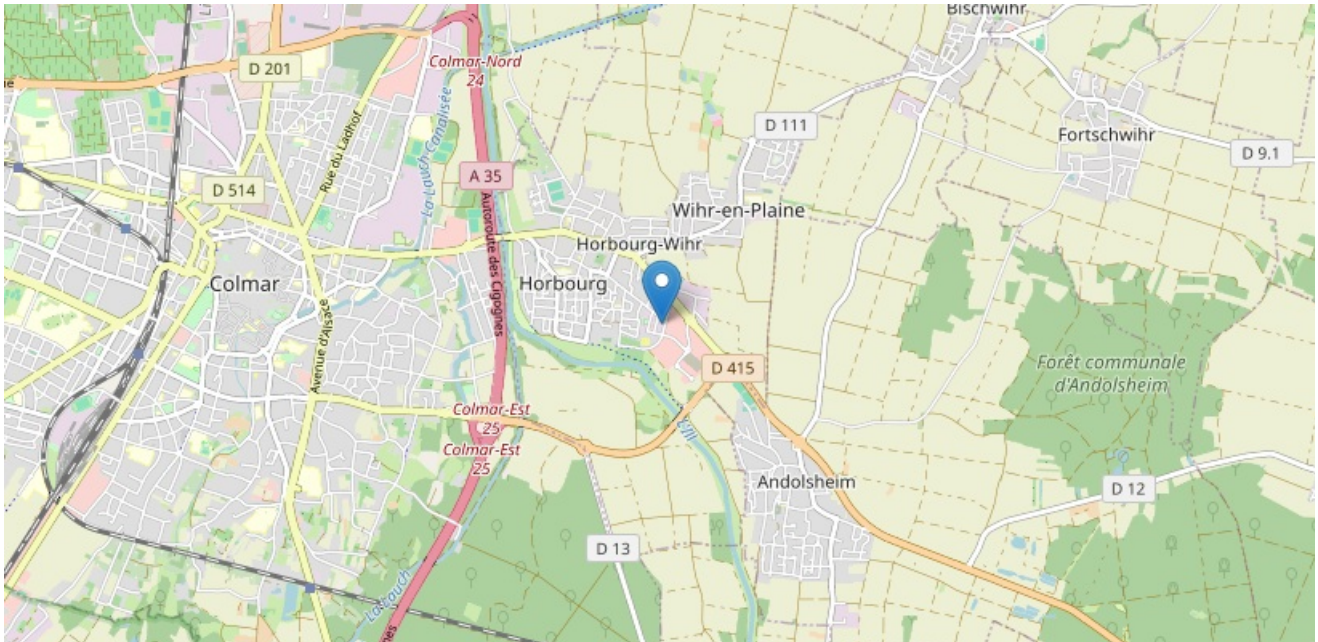 Bischwihr
Colmar-Nord
24
D 201
La Lauch Canalisée
Rue du Ladhof
D 111
Fortschwihr
D 9.1
A 35
D 514
Autoroute des Cigognes
Wihr-en-Plaine
Horbourg-Wihr
Colmar
Horbourg
Avenue d'Alsace
D 415
Forêt communale
d'Andolsheim
Colmar-Est
25
L'Ill
Colmar-Est
25
Andolsheim
D 12
D 13
La Lauch